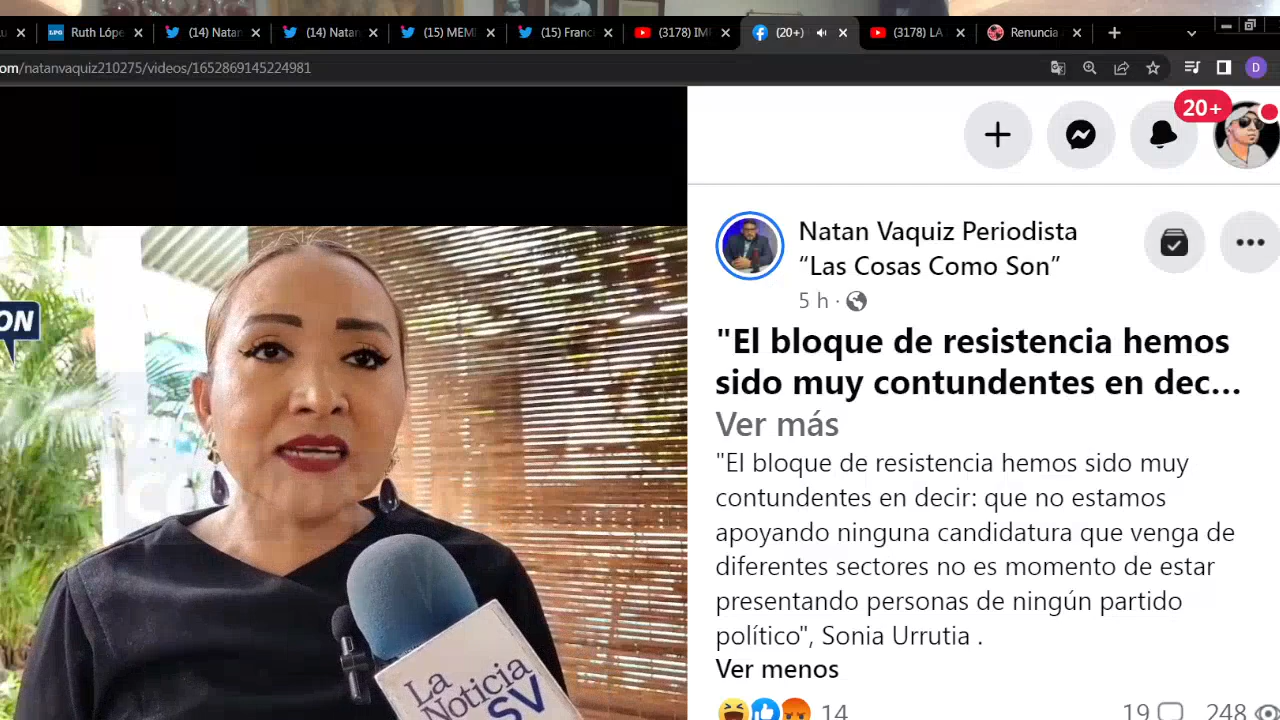 Ruth Lópe
(14) Natan
(14) Natan
(15) MEM
(15) Franc
(3178) IM
(20+)
(3178) LA
Renuncia
om/natanvaquiz210275/videos/1652869145224981
D
20+
Natan Vaquiz Periodista
“Las Cosas Como Son”
5 h ·
"El bloque de resistencia hemos
sido muy contundentes en dec...
Ver más
"El bloque de resistencia hemos sido muy
contundentes en decir: que no estamos
apoyando ninguna candidatura que venga de
diferentes sectores no es momento de estar
presentando personas de ningún partido
político", Sonia Urrutia .
Ver menos
14
19
248
ON
La
Noticia
SV